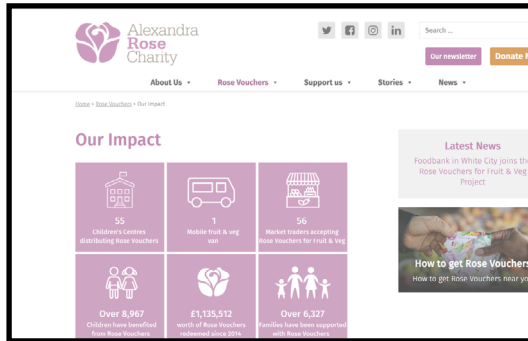 Alexandra
Rose
Charity
Search ...
Our newsletter
Donate
About Us
Rose Vouchers
Support us
Stories
News
Home » Rose Vouchers » Our Impact
Our Impact
55
Children's Centres
distributing Rose Vouchers
1
Mobile fruit & veg
van
56
Market traders accepting
Rose Vouchers for Fruit & Veg
Over 8,967
Children have benefited
from Rose Vouchers
£1,135,512
worth of Rose Vouchers
redeemed since 2014
Over 6,327
Families have been supported
with Rose Vouchers
Latest News
Foodbank in White City joins the
Rose Vouchers for Fruit & Veg
Project
How to get Rose Vouchers
How to get Rose Vouchers near